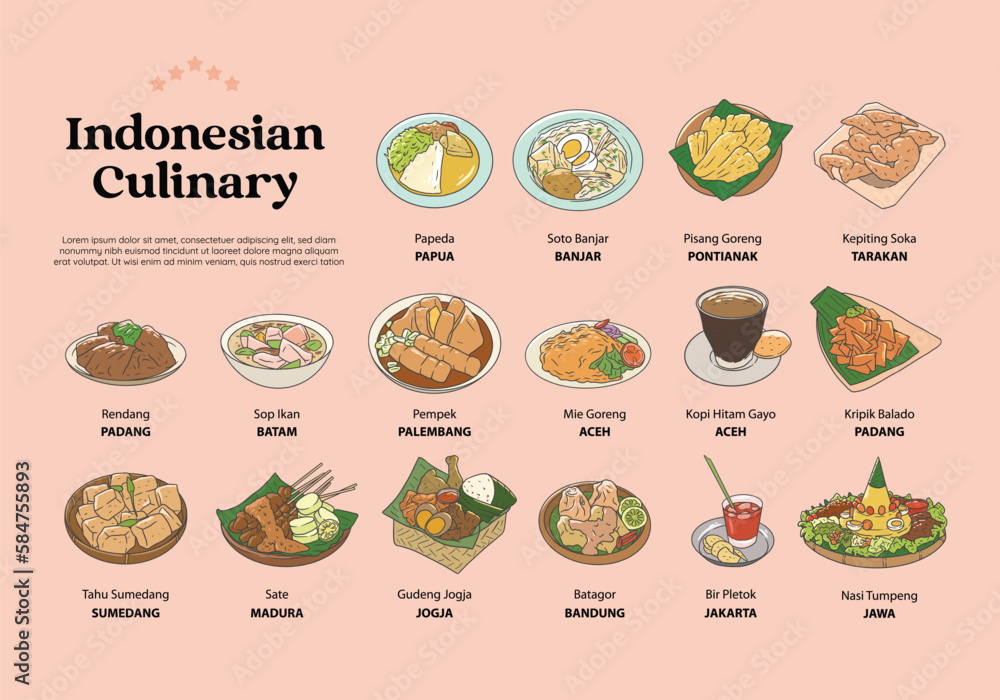 Indonesian
Culinary
Lorem ipsum dolor sit amet, consectetuer adipiscing elit, sed diam
nonummy nibh euismod tincidunt ut laoreet dolore magna aliquam
erat volutpat. Ut wisi enim ad minim veniam, quis nostrud exerci tation
Papeda
PAPUA
Soto Banjar
BANJAR
Pisang Goreng
PONTIANAK
Kepiting Soka
TARAKAN
Rendang
PADANG
Sop Ikan
BATAM
Pempek
PALEMBANG
Mie Goreng
ACEH
Kopi Hitam Gayo
ACEH
Kripik Balado
PADANG
Tahu Sumedang
SUMEDANG
Sate
MADURA
Gudeng Jogja
JOGJA
Batagor
BANDUNG
Bir Pletok
JAKARTA
Nasi Tumpeng
JAWA
Adobe Stock | #584755893